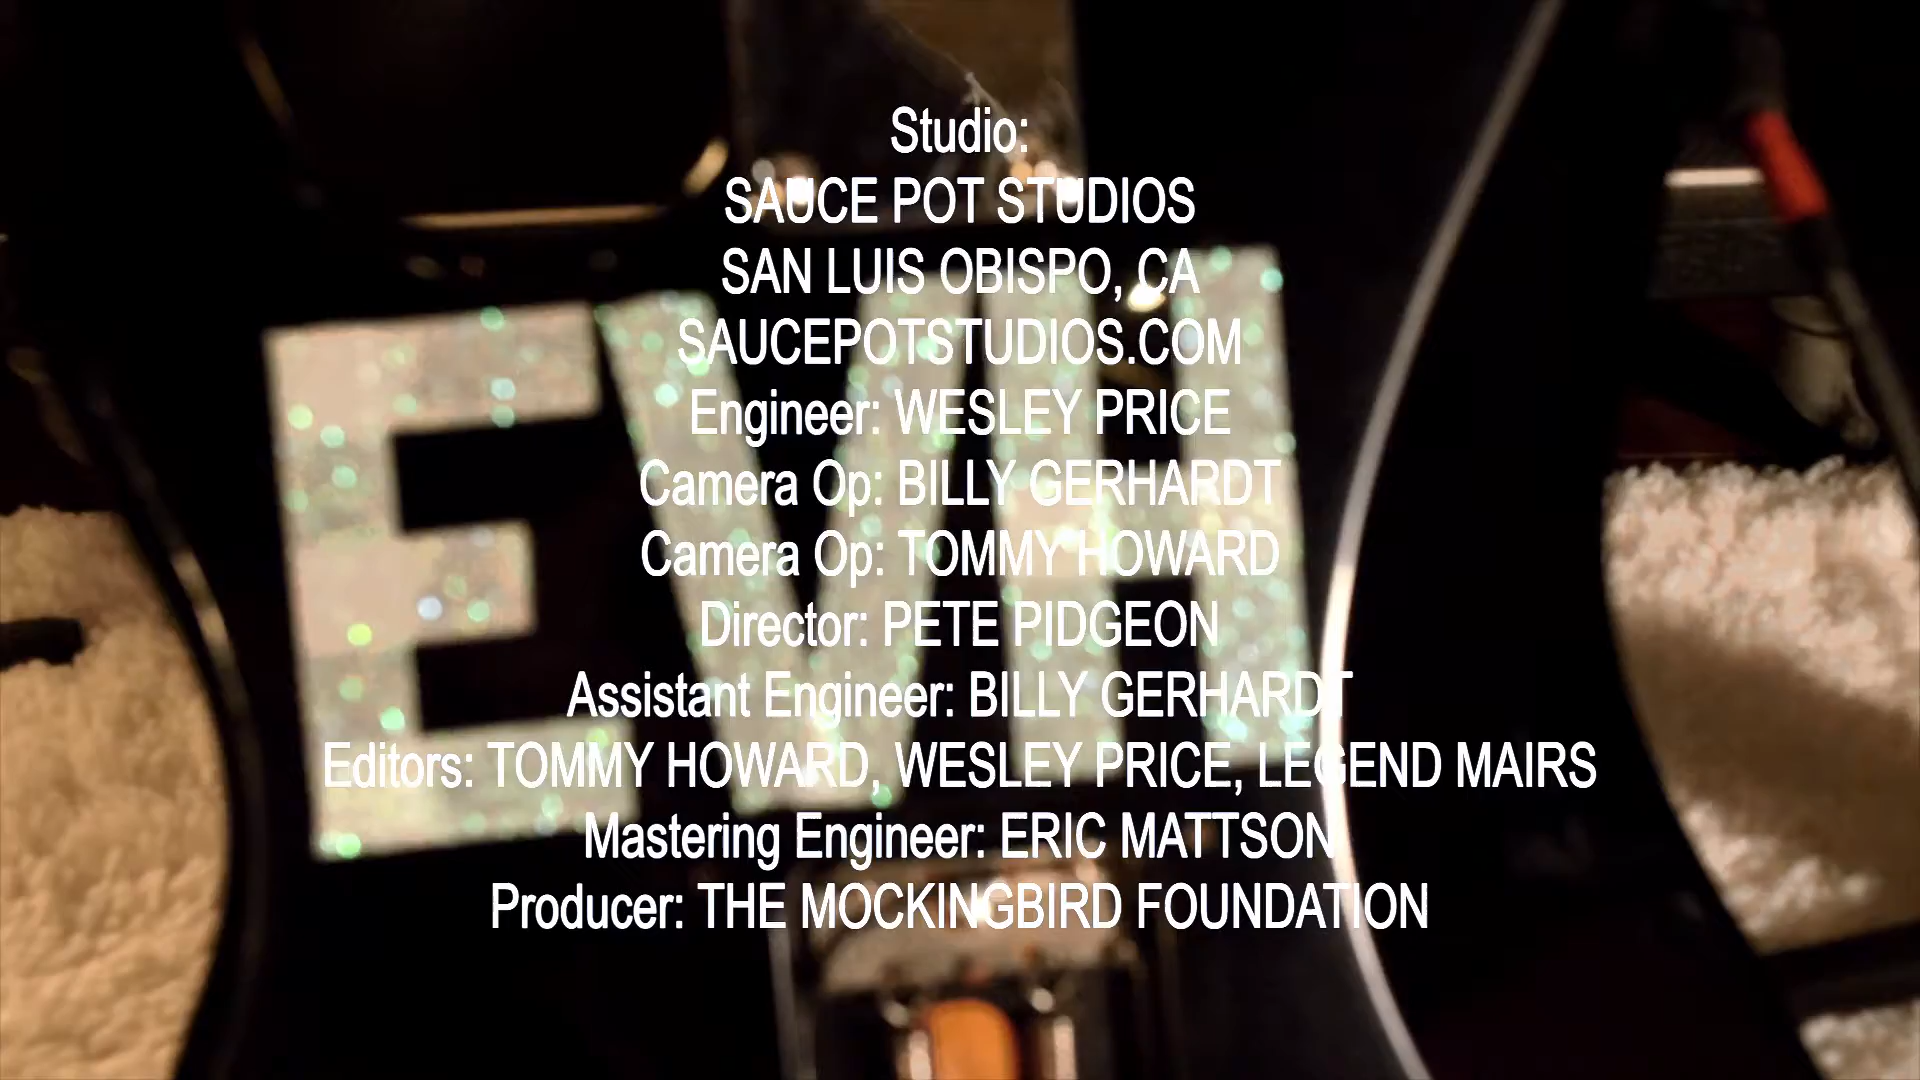 Studio:
SAUCE POT STUDIOS
SAN LUIS OBISPO, CA
SAUCEPOTSTUDIOS.COM
Engineer: WESLEY PRICE
Camera Op: BILLY GERHARDT
Camera Op: TOMMY HOWARD
Director: PETE PIDGEON
Assistant Engineer: BILLY GERHARDT
Editors: TOMMY HOWARD, WESLEY PRICE, LEGEND MAIRS
Mastering Engineer: ERIC MATTSON
Producer: THE MOCKINGBIRD FOUNDATION
EVH